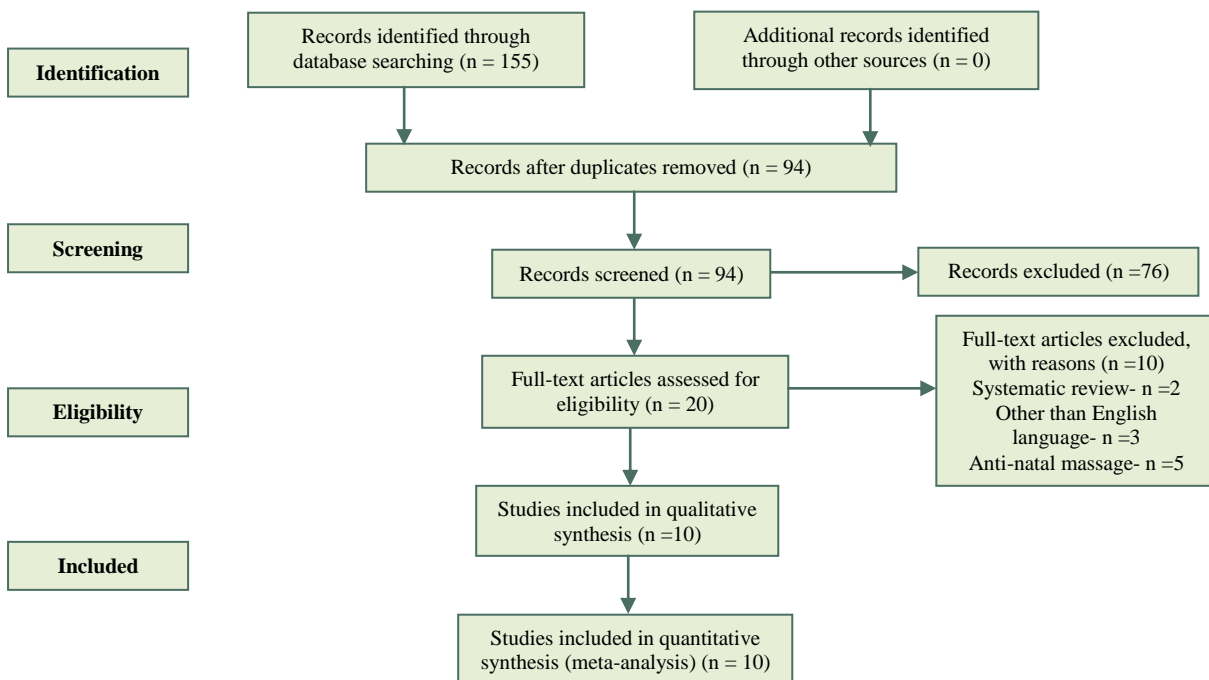 Identification
Records identified through
database searching (n = 155)
Additional records identified
through other sources (n = 0)
Records after duplicates removed (n = 94)
Screening
Records screened (n = 94)
Records excluded (n =76)
Eligibility
Full-text articles assessed for
eligibility (n = 20)
Full-text articles excluded,
with reasons (n =10)
Systematic review- n =2
Other than English
language- n =3
Anti-natal massage- n =5
Included
Studies included in qualitative
synthesis (n =10)
Studies included in quantitative
synthesis (meta-analysis) (n = 10)